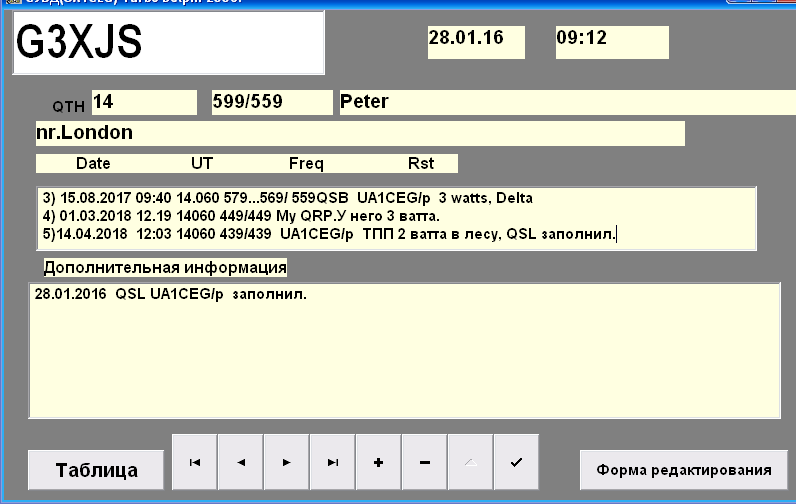 G3XJS
28.01.16 09:12
QTH 14 599/559 Peter
nr.London
Date UT Freq Rst
3) 15.08.2017 09:40 14.060 579...569/ 559QSB UA1CEG/p 3 watts, Delta
4) 01.03.2018 12.19 14060 449/449 My QRP.У него 3 ватта.
5)14.04.2018 12:03 14060 439/439 UA1CEG/p ТПП 2 ватта в лесу, QSL заполнил.
Дополнительная информация
28.01.2016 QSL UA1CEG/p заполнил.
Таблица
Форма редактирования